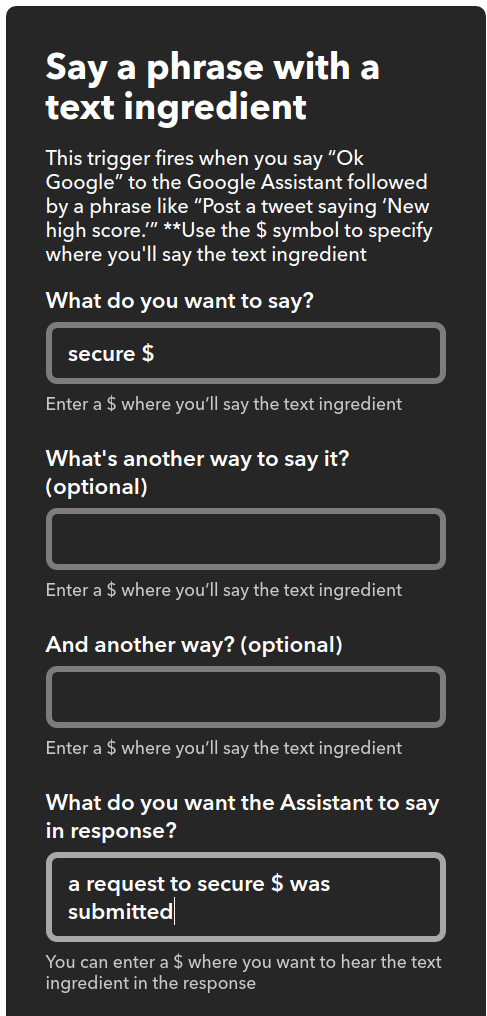 Say a phrase with a
text ingredient
This trigger fires when you say “Ok
Google” to the Google Assistant followed
by a phrase like “Post a tweet saying ‘New
high score.’” **Use the $ symbol to specify
where you'll say the text ingredient
What do you want to say?
secure $
Enter a $ where you’ll say the text ingredient
What's another way to say it?
(optional)
Enter a $ where you’ll say the text ingredient
And another way? (optional)
Enter a $ where you’ll say the text ingredient
What do you want the Assistant to say
in response?
a request to secure $ was
submitted
You can enter a $ where you want to hear the text
ingredient in the response